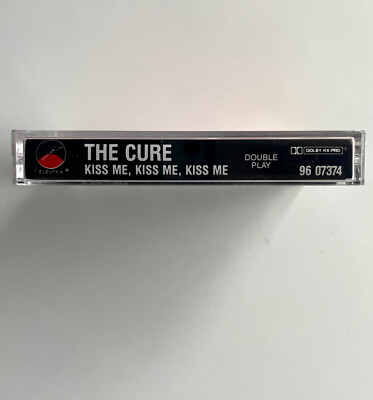 THE CURE
KISS ME, KISS ME, KISS ME
DOUBLE
PLAY
DOLBY HX PRO
96 07374
ELEKTRA